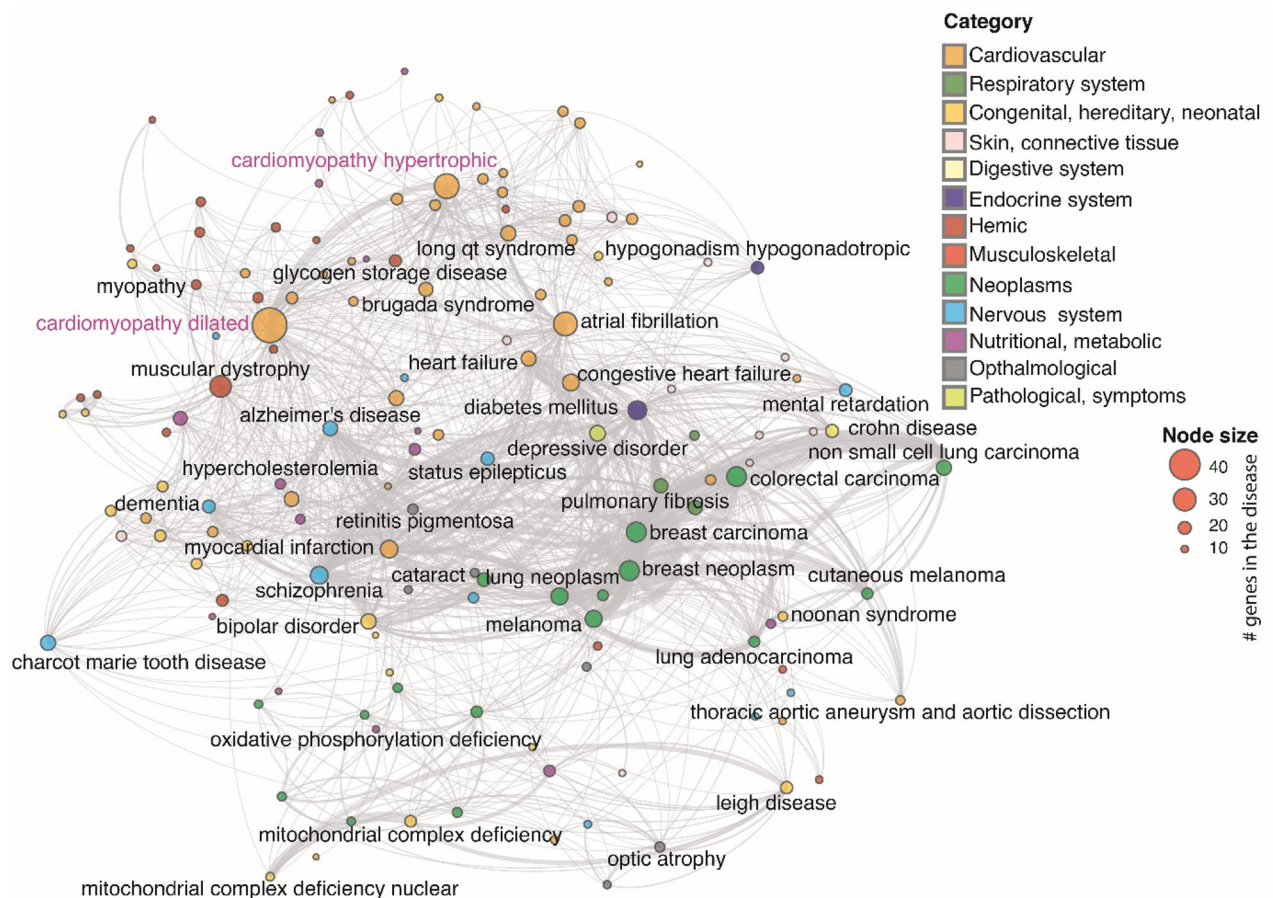 Category
Cardiovascular
Respiratory system
Congenital, hereditary, neonatal
Skin, connective tissue
Digestive system
Endocrine system
Hemic
Musculoskeletal
Neoplasms
Nervous system
Nutritional, metabolic
Opthalmological
Pathological, symptoms
Node size
40
30
20
10
# genes in the disease
cardiomyopathy hypertrophic
long qt syndrome
hypogonadism hypogonadotropic
glycogen storage disease
myopathy
brugada syndrome
cardiomyopathy dilated
atrial fibrillation
heart failure
muscular dystrophy
congestive heart failure
alzheimer's disease
diabetes mellitus
mental retardation
crohn disease
depressive disorder
non small cell lung carcinoma
hypercholesterolemia
status epilepticus
colorectal carcinoma
dementia
pulmonary fibrosis
retinitis pigmentosa
breast carcinoma
myocardial infarction
breast neoplasm
cataract
lung neoplasm
cutaneous melanoma
schizophrenia
noonan syndrome
bipolar disorder
melanoma
charcot marie tooth disease
lung adenocarcinoma
thoracic aortic aneurysm and aortic dissection
oxidative phosphorylation deficiency
leigh disease
mitochondrial complex deficiency
optic atrophy
mitochondrial complex deficiency nuclear